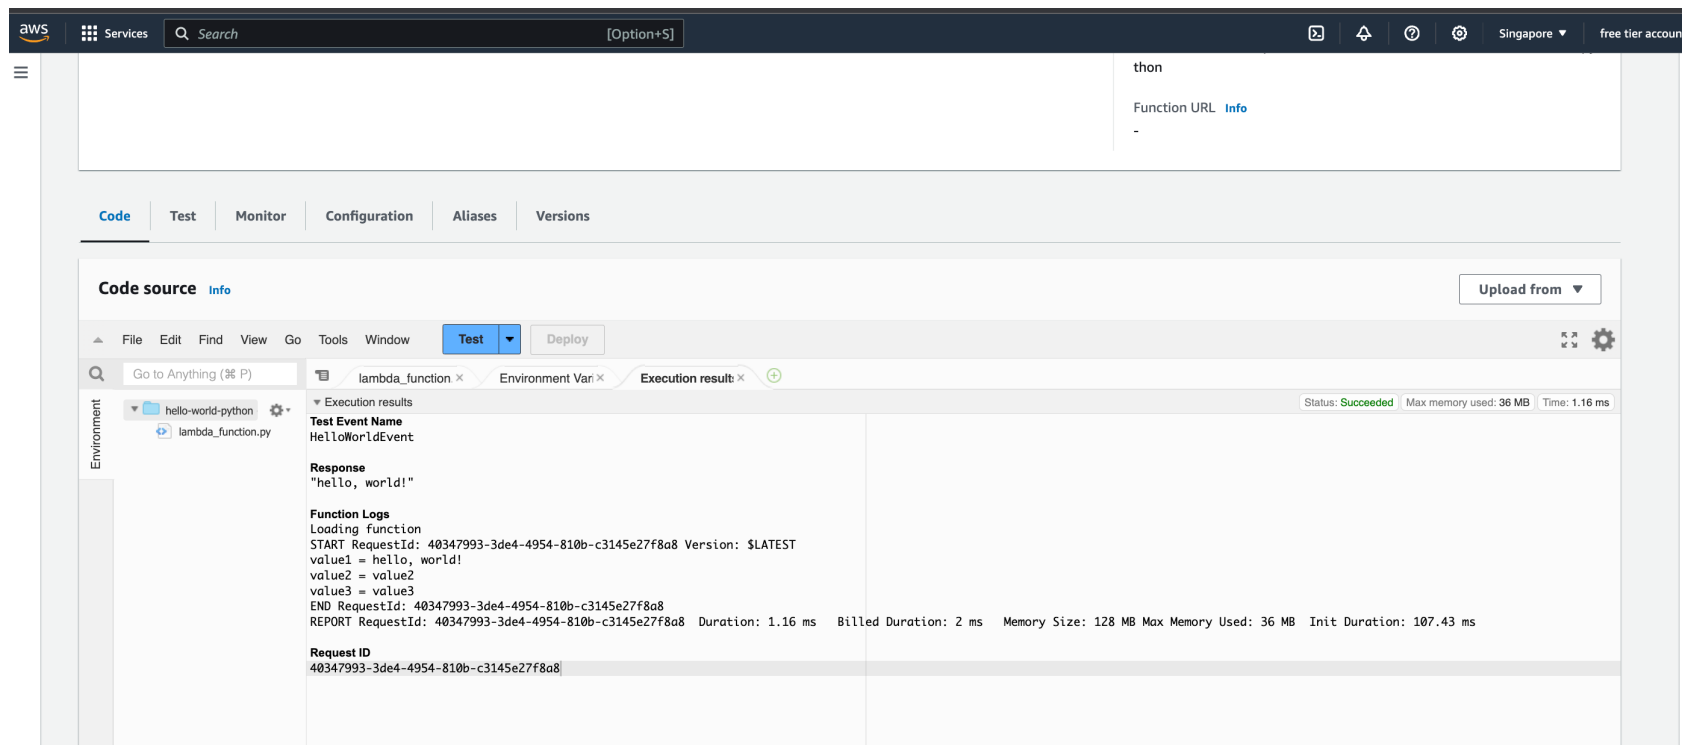 aws
Services
Search
[Option+S]
Singapore
free tier accoun
thon
Function URL Info
-
Code
Test
Monitor
Configuration
Aliases
Versions
Code source Info
Upload from
File Edit Find View Go Tools Window
Test
Deploy
Go to Anything (⌘ P)
lambda_function
Environment Vari
Execution result
Environment
hello-world-python
lambda_function.py
Execution results
Status: Succeeded
Max memory used: 36 MB
Time: 1.16 ms
Test Event Name
HelloWorldEvent
Response
"hello, world!"
Function Logs
Loading function
START RequestId: 40347993-3de4-4954-810b-c3145e27f8a8 Version: $LATEST
value1 = hello, world!
value2 = value2
value3 = value3
END RequestId: 40347993-3de4-4954-810b-c3145e27f8a8
REPORT RequestId: 40347993-3de4-4954-810b-c3145e27f8a8 Duration: 1.16 ms Billed Duration: 2 ms Memory Size: 128 MB Max Memory Used: 36 MB Init Duration: 107.43 ms
Request ID
40347993-3de4-4954-810b-c3145e27f8a8